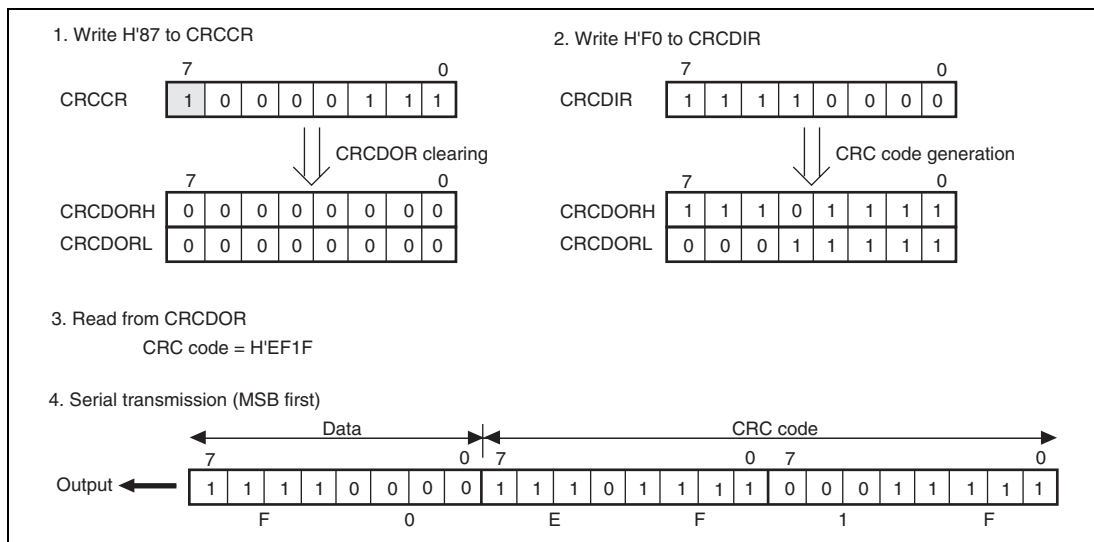 1. Write H'87 to CRCCR
7 0
CRCCR 1 0 0 0 0 1 1 1
CRCDOR clearing
7 0
CRCDORH 0 0 0 0 0 0 0 0
CRCDORL 0 0 0 0 0 0 0 0
2. Write H'F0 to CRCDIR
7 0
CRCDIR 1 1 1 1 0 0 0 0
CRC code generation
7 0
CRCDORH 1 1 1 0 1 1 1 1
CRCDORL 0 0 0 1 1 1 1 1
3. Read from CRCDOR
CRC code = H'EF1F
4. Serial transmission (MSB first)
Data CRC code
7 0 7 0 7 0
Output 1 1 1 1 0 0 0 0 1 1 1 0 1 1 1 1 0 0 0 1 1 1 1 1
F 0 E F 1 F